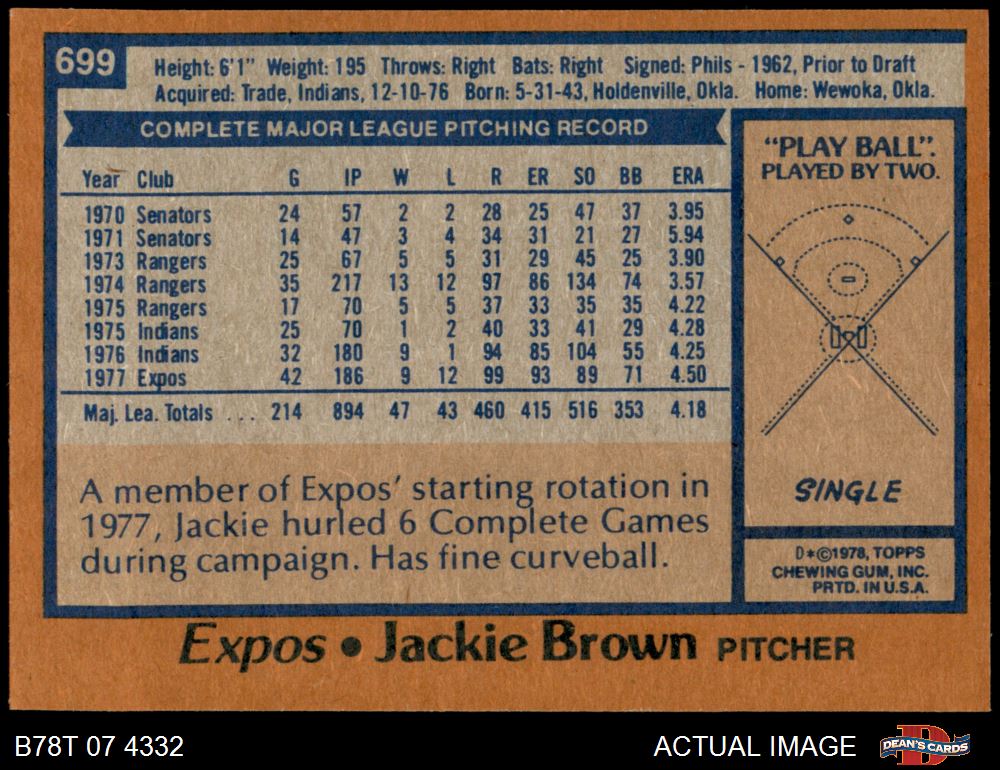 699
Height: 6'1" Weight: 195 Throws: Right Bats: Right Signed: Phils - 1962, Prior to Draft
Acquired: Trade, Indians, 12-10-76 Born: 5-31-43, Holdenville, Okla. Home: Wewoka, Okla.
COMPLETE MAJOR LEAGUE PITCHING RECORD
Year Club G IP W L R ER SO BB ERA
1970 Senators 24 57 2 2 28 25 47 37 3.95
1971 Senators 14 47 3 4 34 31 21 27 5.94
1973 Rangers 25 67 5 5 31 29 45 25 3.90
1974 Rangers 35 217 13 12 97 86 134 74 3.57
1975 Rangers 17 70 5 5 37 33 35 35 4.22
1975 Indians 25 70 1 2 40 33 41 29 4.28
1976 Indians 32 180 9 1 94 85 104 55 4.25
1977 Expos 42 186 9 12 99 93 89 71 4.50
Maj. Lea. Totals ... 214 894 47 43 460 415 516 353 4.18
A member of Expos' starting rotation in
1977, Jackie hurled 6 Complete Games
during campaign. Has fine curveball.
"PLAY BALL".
PLAYED BY TWO.
SINGLE
D*©1978, TOPPS
CHEWING GUM, INC.
PRTD. IN U.S.A.
Expos • Jackie Brown PITCHER
B78T 07 4332
ACTUAL IMAGE
DEAN'S CARDS